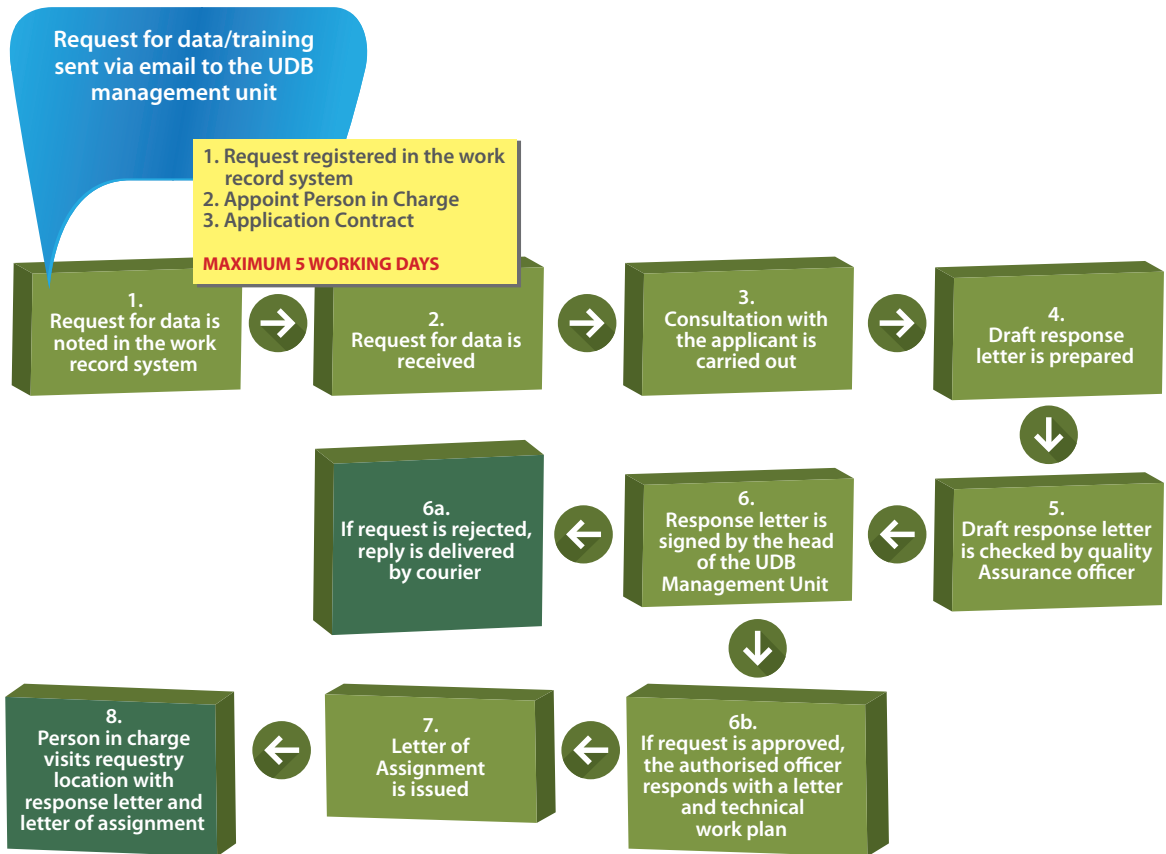 Request for data/training
sent via email to the UDB
management unit
1. Request registered in the work
record system
2. Appoint Person in Charge
3. Application Contract
MAXIMUM 5 WORKING DAYS
1.
Request for data is
noted in the work
record system
2.
Request for data is
received
3.
Consultation with
the applicant is
carried out
4.
Draft response
letter is prepared
5.
Draft response letter
is checked by quality
Assurance officer
6.
Response letter is
signed by the head
of the UDB
Management Unit
6a.
If request is rejected,
reply is delivered
by courier
6b.
If request is approved,
the authorised officer
responds with a letter
and technical
work plan
7.
Letter of
Assignment
is issued
8.
Person in charge
visits requestry
location with
response letter and
letter of assignment